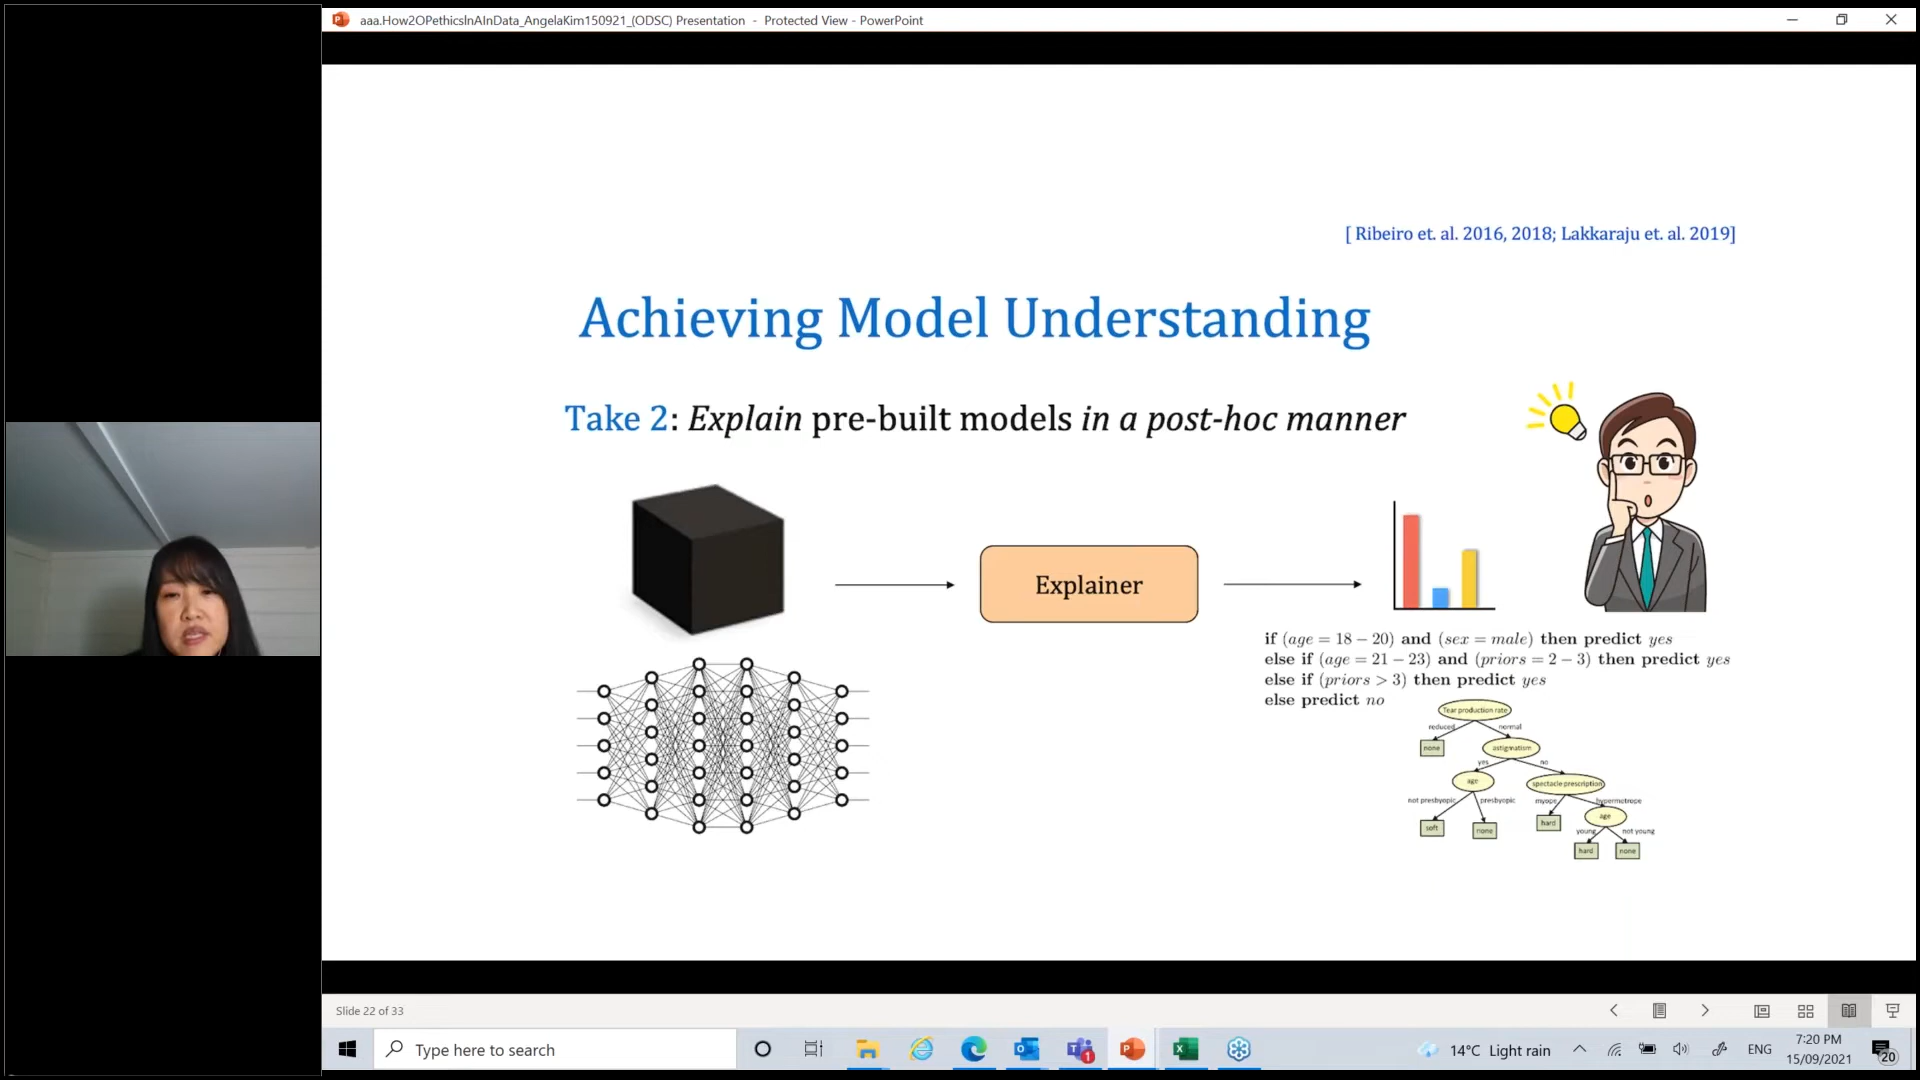 aaa.How2OPethicsInAInData_AngelaKim150921_(ODSC) Presentation - Protected View - PowerPoint
[ Ribeiro et. al. 2016, 2018; Lakkaraju et. al. 2019]
Achieving Model Understanding
Take 2: Explain pre-built models in a post-hoc manner
Explainer
if (age = 18 − 20) and (sex = male) then predict yes
else if (age = 21 − 23) and (priors = 2 − 3) then predict yes
else if (priors > 3) then predict yes
else predict no
Tear production rate
reduced
normal
none
astigmatism
yes
no
age
spectacle prescription
not presbyopic
presbyopic
myope
hypermetrope
soft
none
hard
age
young
not young
hard
none
Slide 22 of 33
Type here to search
1
14°C Light rain
ENG
7:20 PM
15/09/2021
20